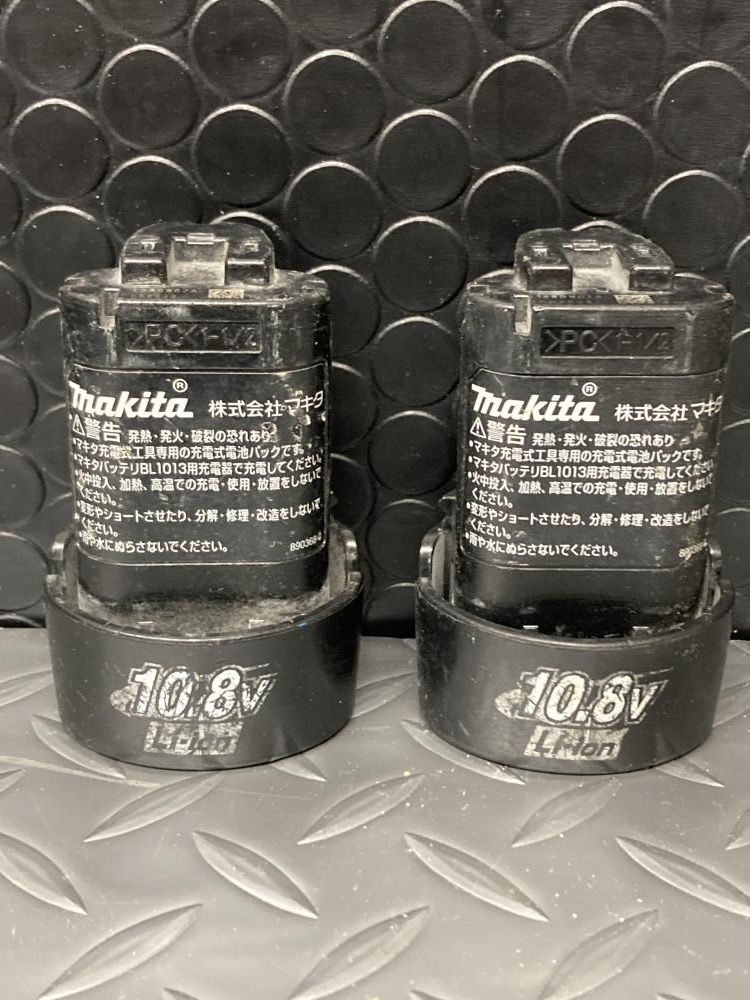 >PC<1-1/2
makita® 株式会社マキタ
⚠警告 発熱・発火・破裂の恐れあり
•マキタ充電式工具専用の充電式電池パックです。
•マキタバッテリBL1013用充電器で充電してください。
•火中投入、加熱、高温での充電・使用・放置をしないで
ください。
•変形やショートさせたり、分解・修理・改造をしないで
ください。
•雨や水にぬらさないでください。
10.8V
Li-ion
>PC<1-1/2
makita® 株式会社マキタ
⚠警告 発熱・発火・破裂の恐れあり
•マキタ充電式工具専用の充電式電池パックです。
•マキタバッテリBL1013用充電器で充電してください。
•火中投入、加熱、高温での充電・使用・放置をしないで
ください。
•変形やショートさせたり、分解・修理・改造をしないで
ください。
•雨や水にぬらさないでください。
10.8V
Li-ion